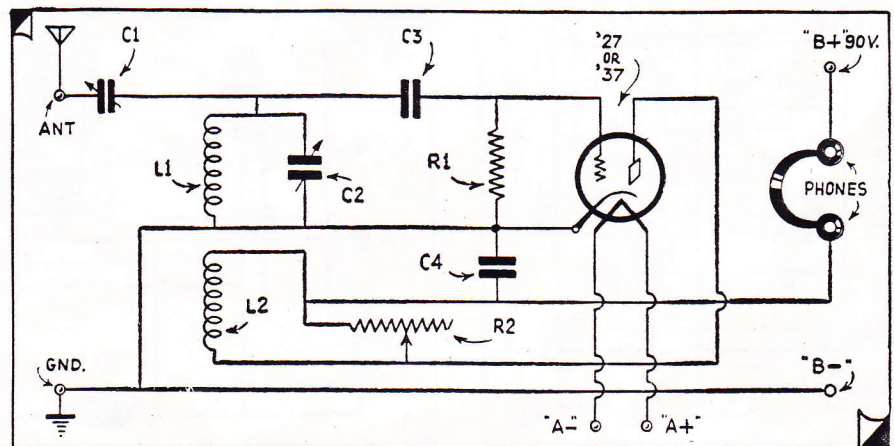 C1
C3
'27
OR
'37
"B+"90V.
ANT
L1
C2
R1
PHONES
C4
L2
R2
GND.
"B-"
"A-" "A+"